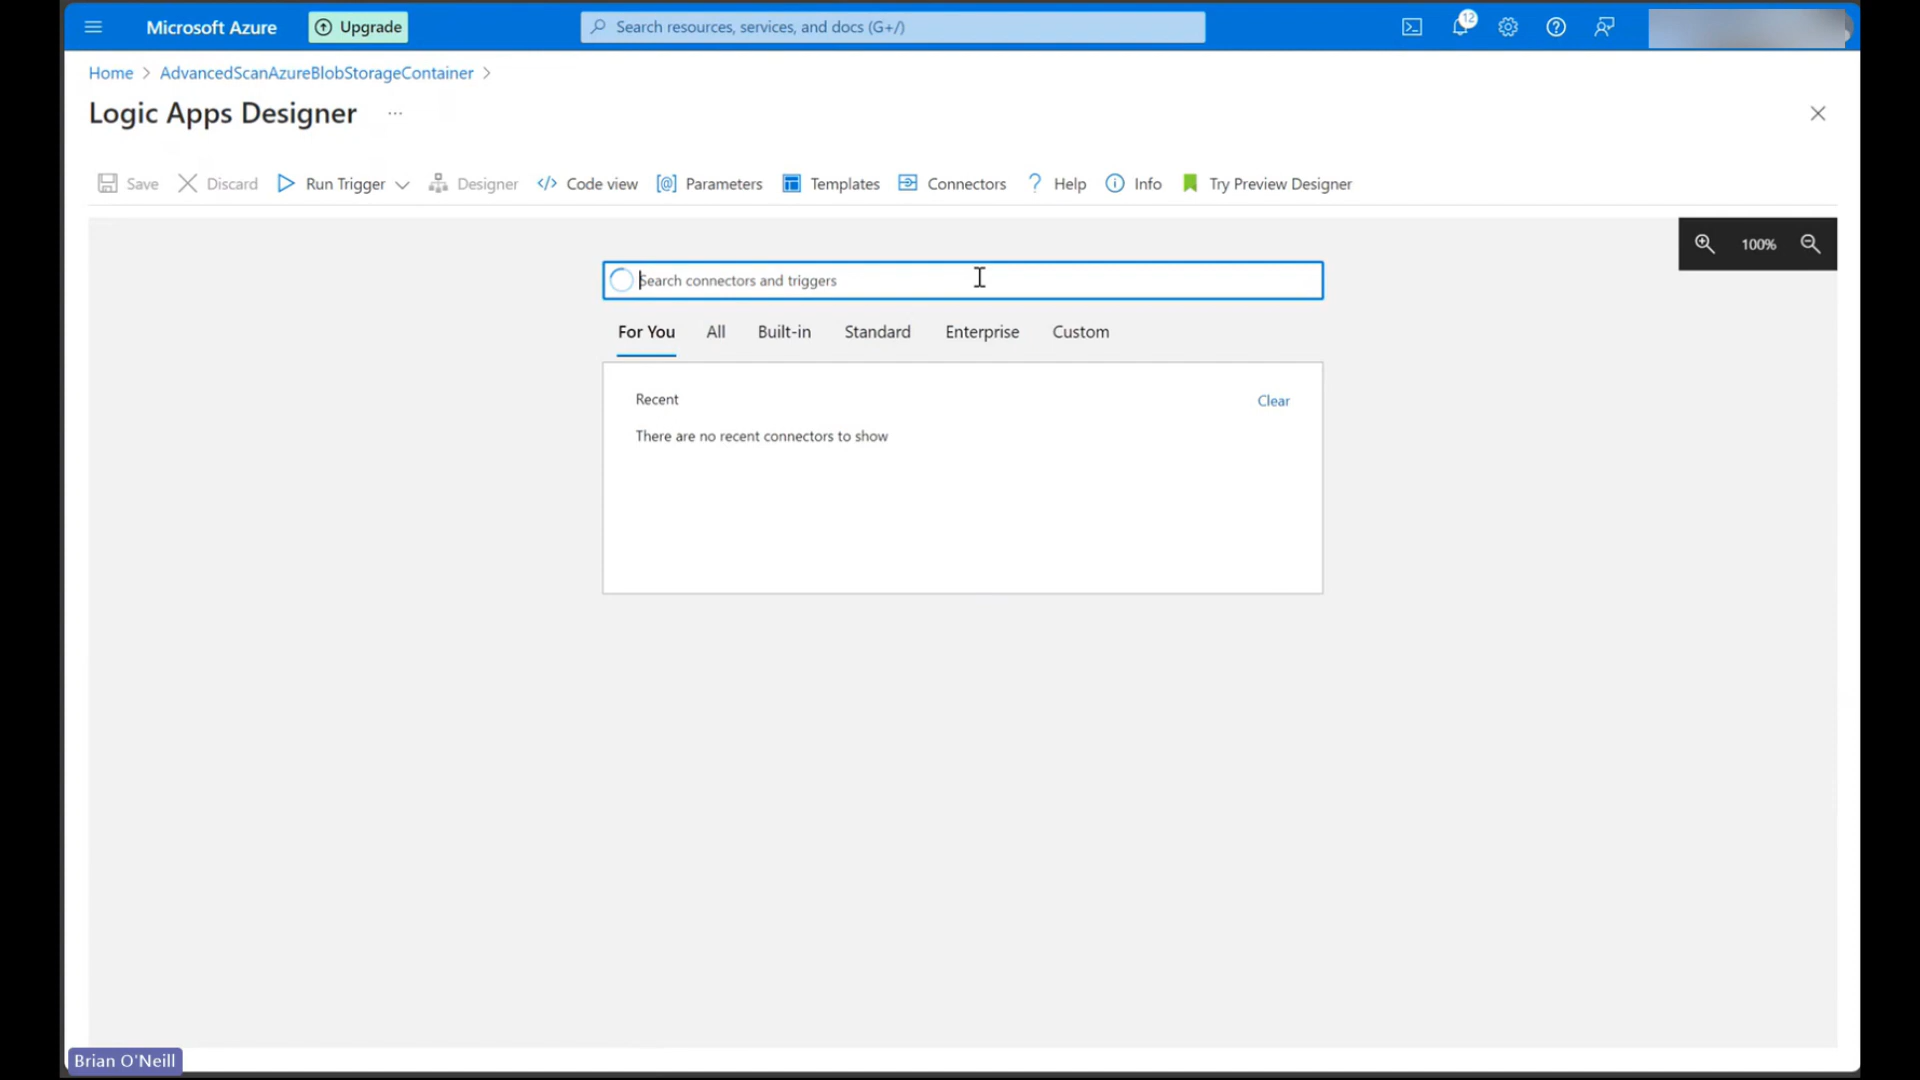 Microsoft Azure
Upgrade
Search resources, services, and docs (G+/)
12
Home > AdvancedScanAzureBlobStorageContainer >
Logic Apps Designer ...
Save Discard Run Trigger Designer Code view Parameters Templates Connectors Help Info Try Preview Designer
100%
Search connectors and triggers
For You All Built-in Standard Enterprise Custom
Recent Clear
There are no recent connectors to show
Brian O'Neill